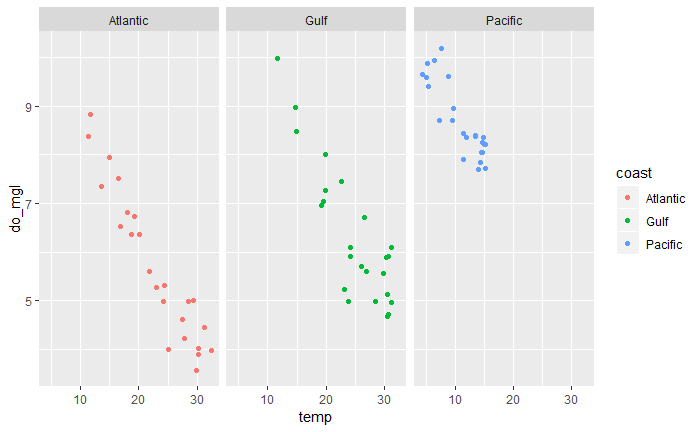 Atlantic Gulf Pacific
9
7
5
do_mgl
10 20 30 10 20 30 10 20 30
temp
coast
Atlantic
Gulf
Pacific